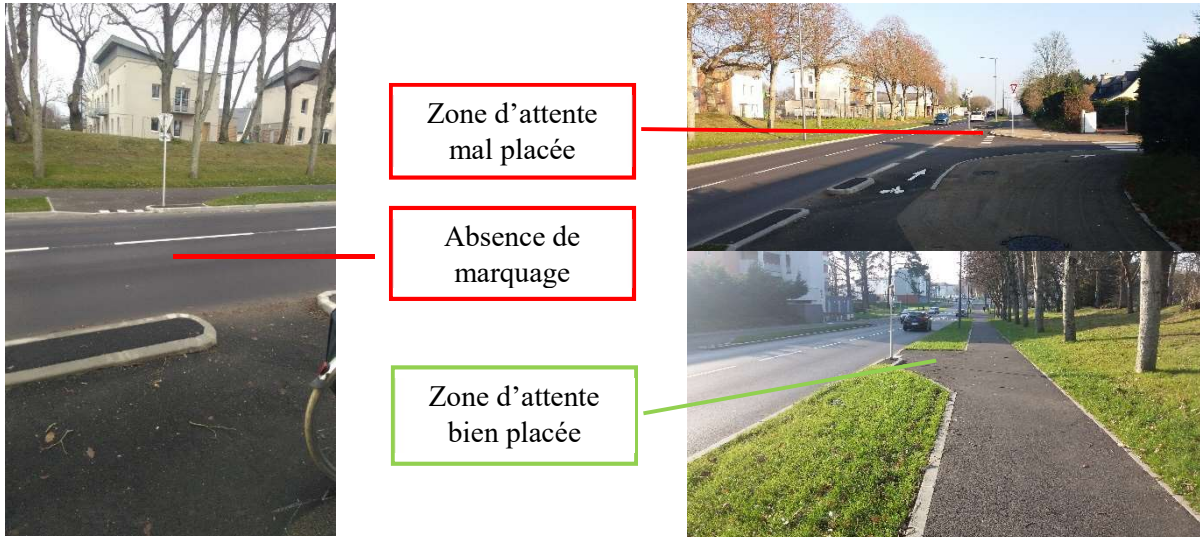 Zone d’attente
mal placée
Absence de
marquage
Zone d’attente
bien placée